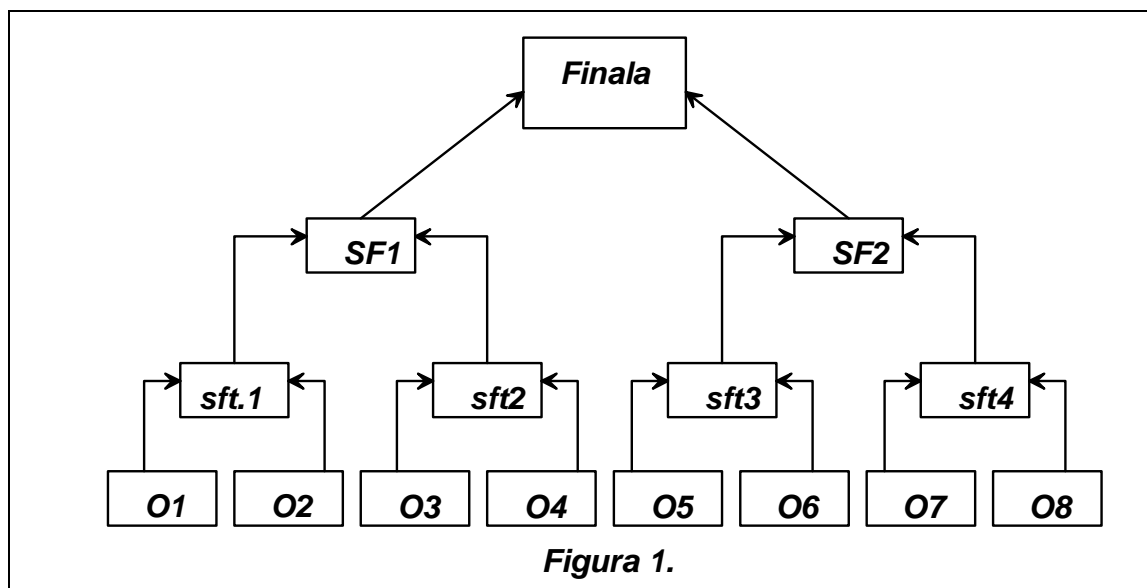 Finala
SF1 SF2
sft.1 sft2 sft3 sft4
O1 O2 O3 O4 O5 O6 O7 O8
Figura 1.